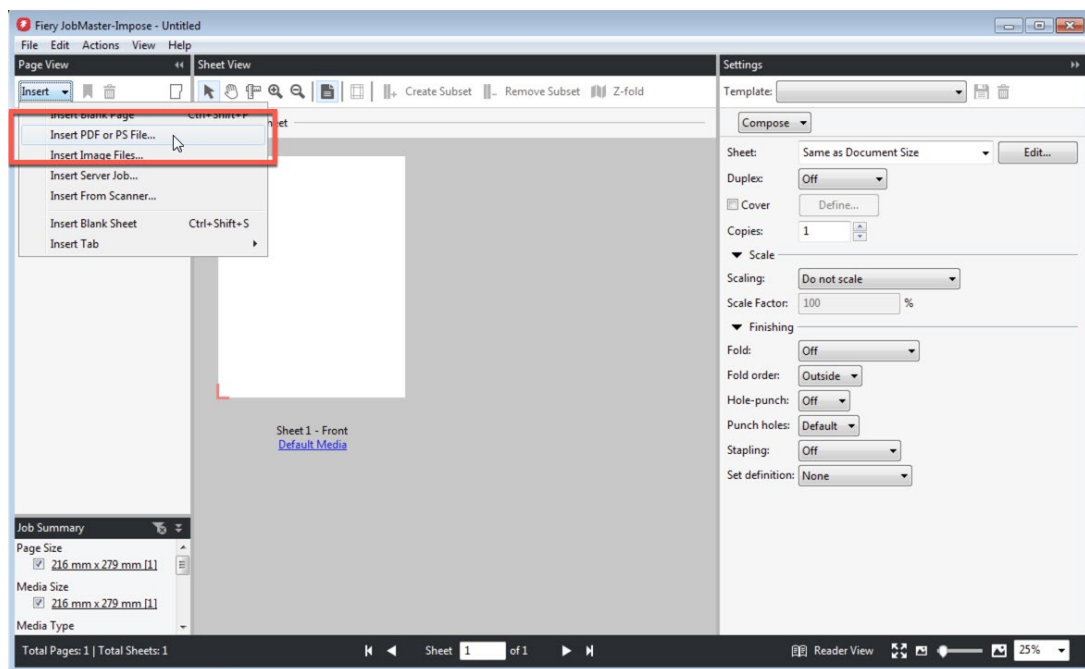 Fiery JobMaster-Impose - Untitled
File Edit Actions View Help
Page View
Sheet View
Settings
Insert
Create Subset
Remove Subset
Z-fold
Template:
Insert Blank Page Ctrl+Shift+P
Insert PDF or PS File...
Insert Image Files...
Insert Server Job...
Insert From Scanner...
Insert Blank Sheet Ctrl+Shift+S
Insert Tab
Compose
Sheet: Same as Document Size Edit...
Duplex: Off
Cover Define...
Copies: 1
Scale
Scaling: Do not scale
Scale Factor: 100 %
Finishing
Fold: Off
Fold order: Outside
Hole-punch: Off
Punch holes: Default
Stapling: Off
Set definition: None
Sheet 1 - Front
Default Media
Job Summary
Page Size
216 mm x 279 mm [1]
Media Size
216 mm x 279 mm [1]
Media Type
Total Pages: 1 | Total Sheets: 1
Sheet 1 of 1
Reader View
25%